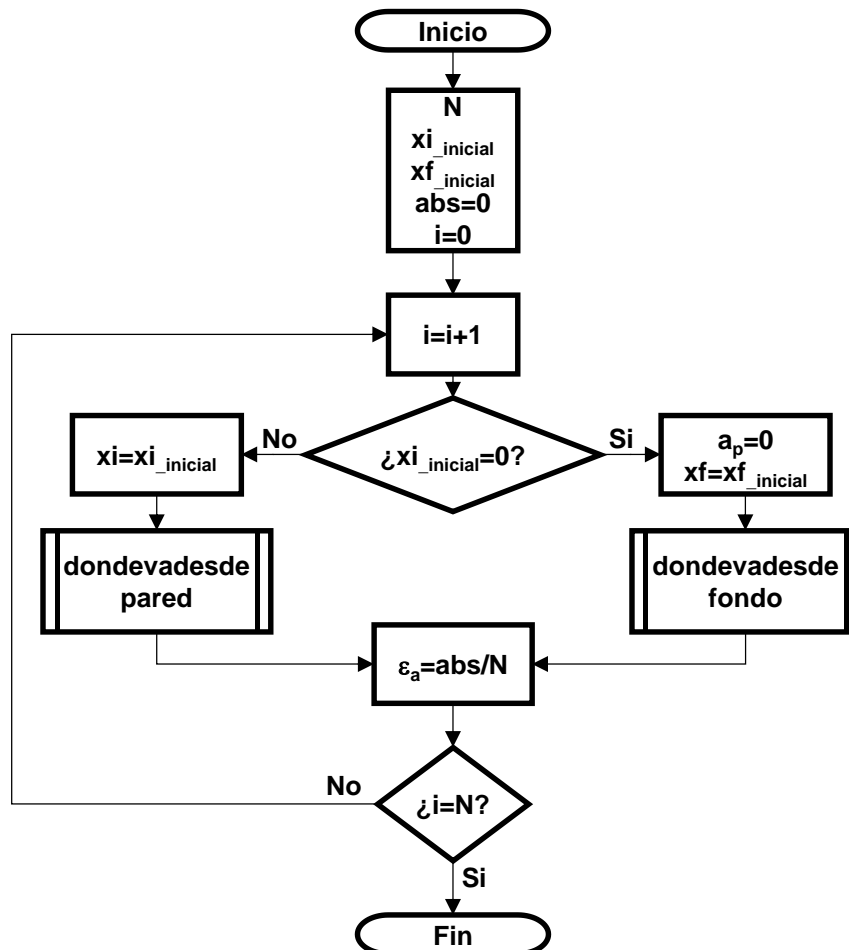 Inicio
N
xi_inicial
xf_inicial
abs=0
i=0
i=i+1
No
¿xi_inicial=0?
Si
xi=xi_inicial
ap=0
xf=xf_inicial
dondevadesde
pared
dondevadesde
fondo
εa=abs/N
No
¿i=N?
Si
Fin